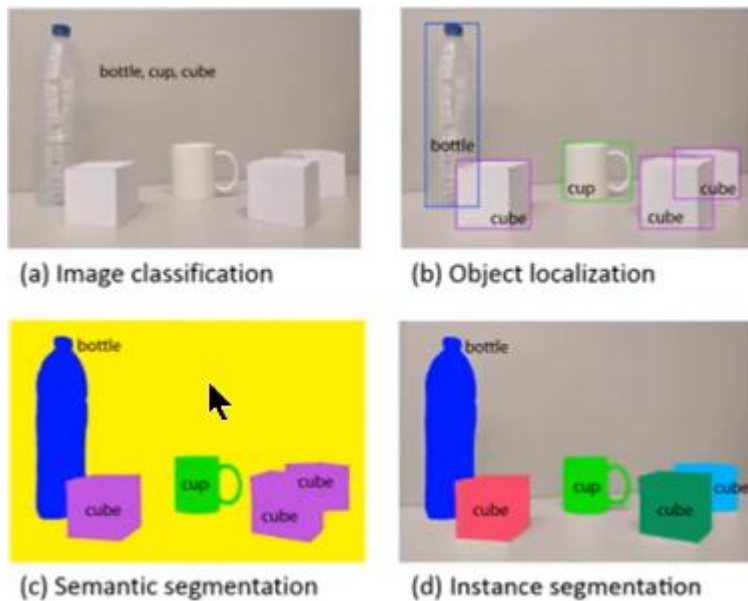 bottle, cup, cube
bottle
cup
cube
cube
cube
(a) Image classification
(b) Object localization
bottle
cup
cube
cube
cube
bottle
cup
cube
cube
cube
(c) Semantic segmentation
(d) Instance segmentation